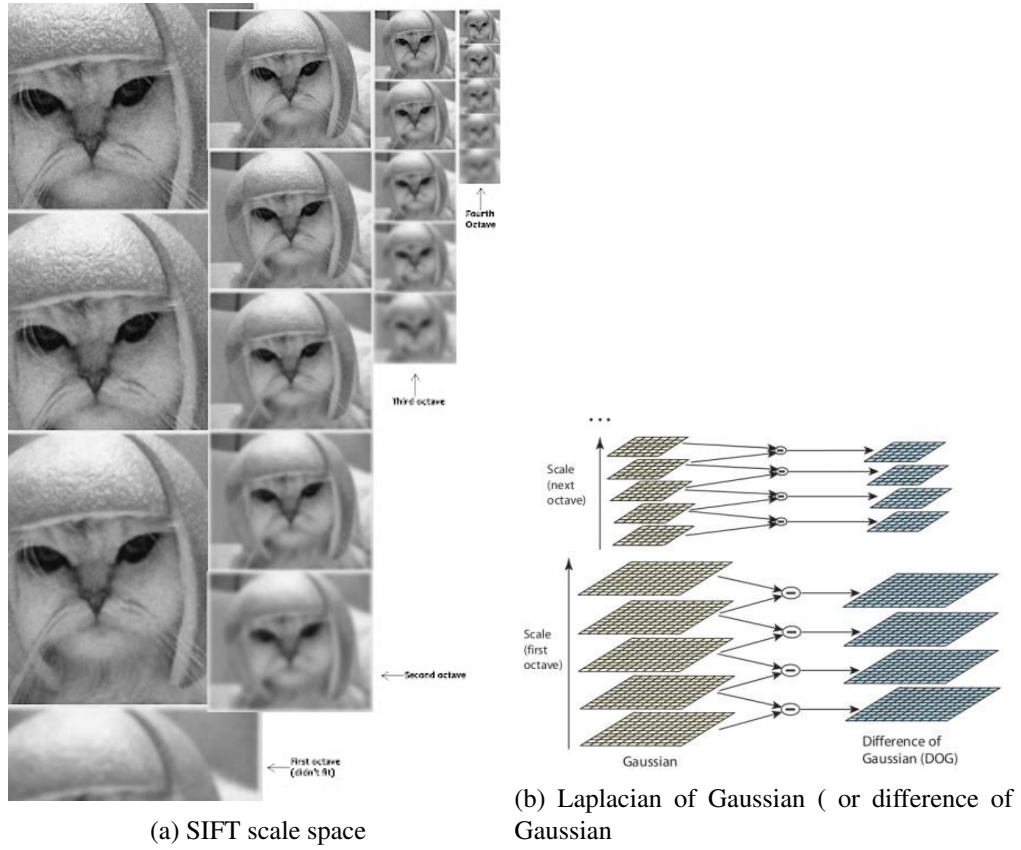 Fourth
Octave
Third octave
Second octave
First octave
(didn't fit)
(a) SIFT scale space
...
Scale
(next
octave)
Scale
(first
octave)
Gaussian
Difference of
Gaussian (DOG)
(b) Laplacian of Gaussian ( or difference of
Gaussian